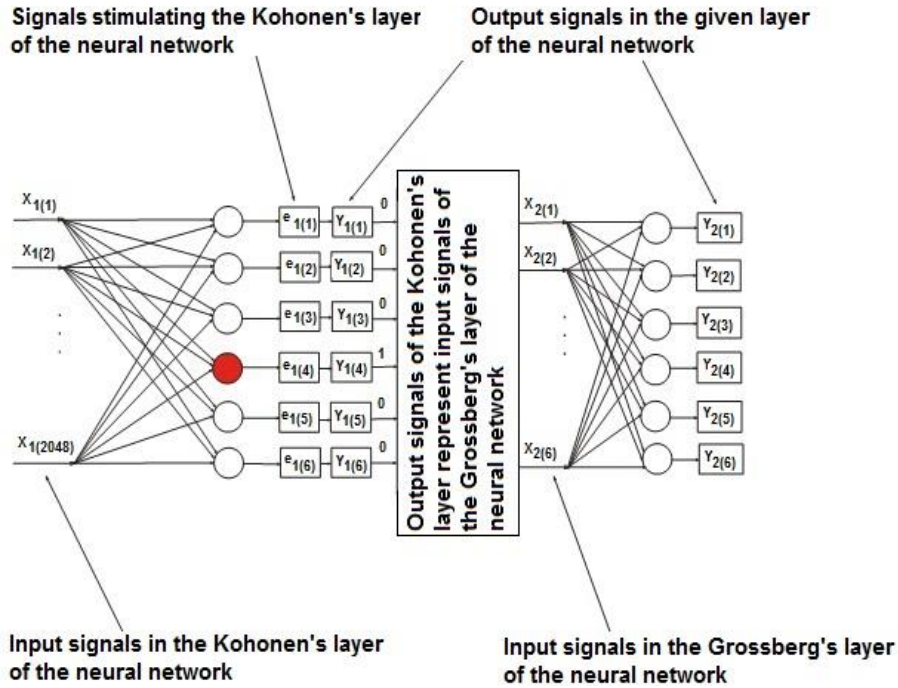 Signals stimulating the Kohonen's layer
of the neural network
Output signals in the given layer
of the neural network
X1(1)
X1(2)
X1(2048)
e1(1)
Y1(1)
0
e1(2)
Y1(2)
0
e1(3)
Y1(3)
0
e1(4)
Y1(4)
1
e1(5)
Y1(5)
0
e1(6)
Y1(6)
0
Output signals of the Kohonen's
layer represent input signals of
the Grossberg's layer of the
neural network
X2(1)
X2(2)
X2(6)
Y2(1)
Y2(2)
Y2(3)
Y2(4)
Y2(5)
Y2(6)
Input signals in the Kohonen's layer
of the neural network
Input signals in the Grossberg's layer
of the neural network